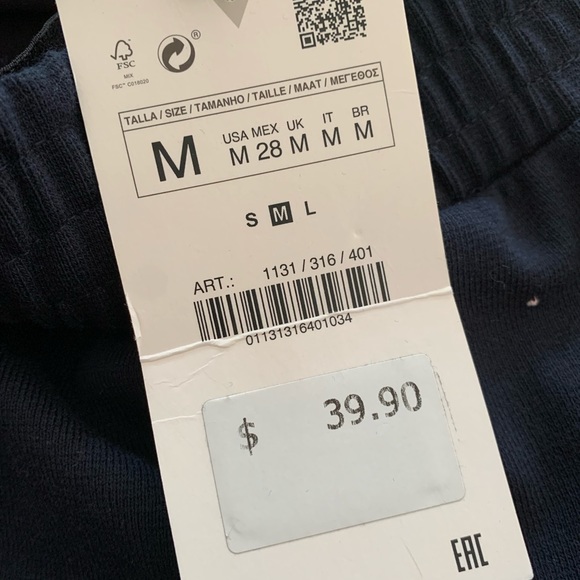 FSC
MIX
FSC® C018020
TALLA / SIZE / TAMANHO / TAILLE / MAAT / ΜΕΓΕΘΟΣ
M
USA MEX UK IT BR
M 28 M M M
S M L
ART.: 1131 / 316 / 401
01131316401034
$ 39.90
EAC